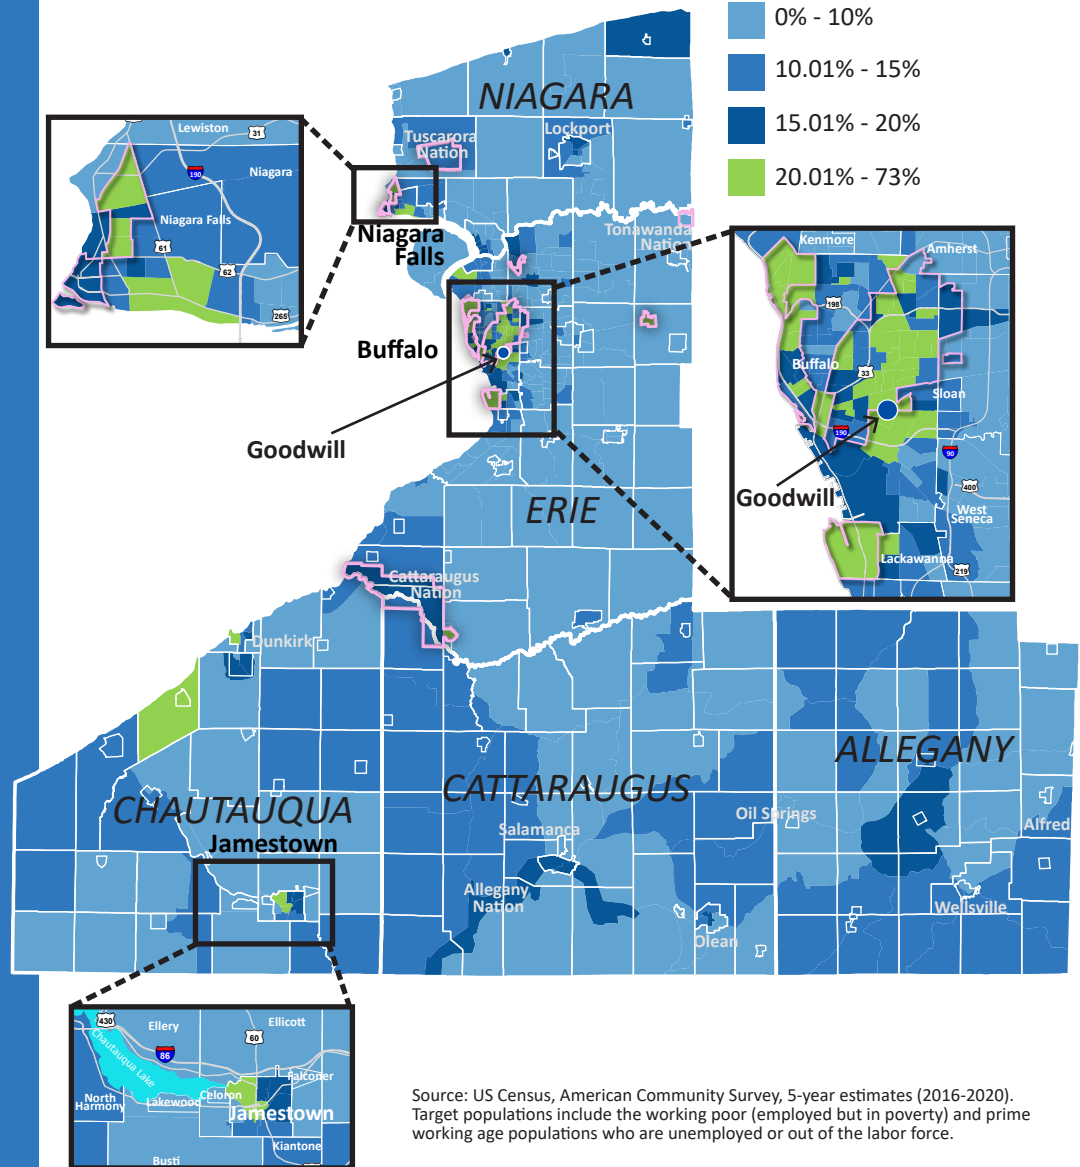 0% - 10%
10.01% - 15%
15.01% - 20%
20.01% - 73%
NIAGARA
Tuscarora
Nation
Lockport
Lewiston
31
190
Niagara
Niagara Falls
61
62
265
Niagara
Falls
Tonawanda
Nation
Kenmore
Amherst
198
Buffalo
33
Sloan
190
90
Goodwill
400
West
Seneca
Lackawanna
219
Buffalo
Goodwill
ERIE
Cattaraugus
Nation
Dunkirk
ALLEGANY
CATTARAUGUS
CHAUTAUQUA
Oil Springs
Alfred
Salamanca
Jamestown
Allegany
Nation
Wellsville
Olean
430
Ellery
Ellicott
60
86
Chautauqua Lake
Falconer
North
Harmony
Lakewood
Celoron
Jamestown
Kiantone
Busti
Source: US Census, American Community Survey, 5-year estimates (2016-2020).
Target populations include the working poor (employed but in poverty) and prime
working age populations who are unemployed or out of the labor force.